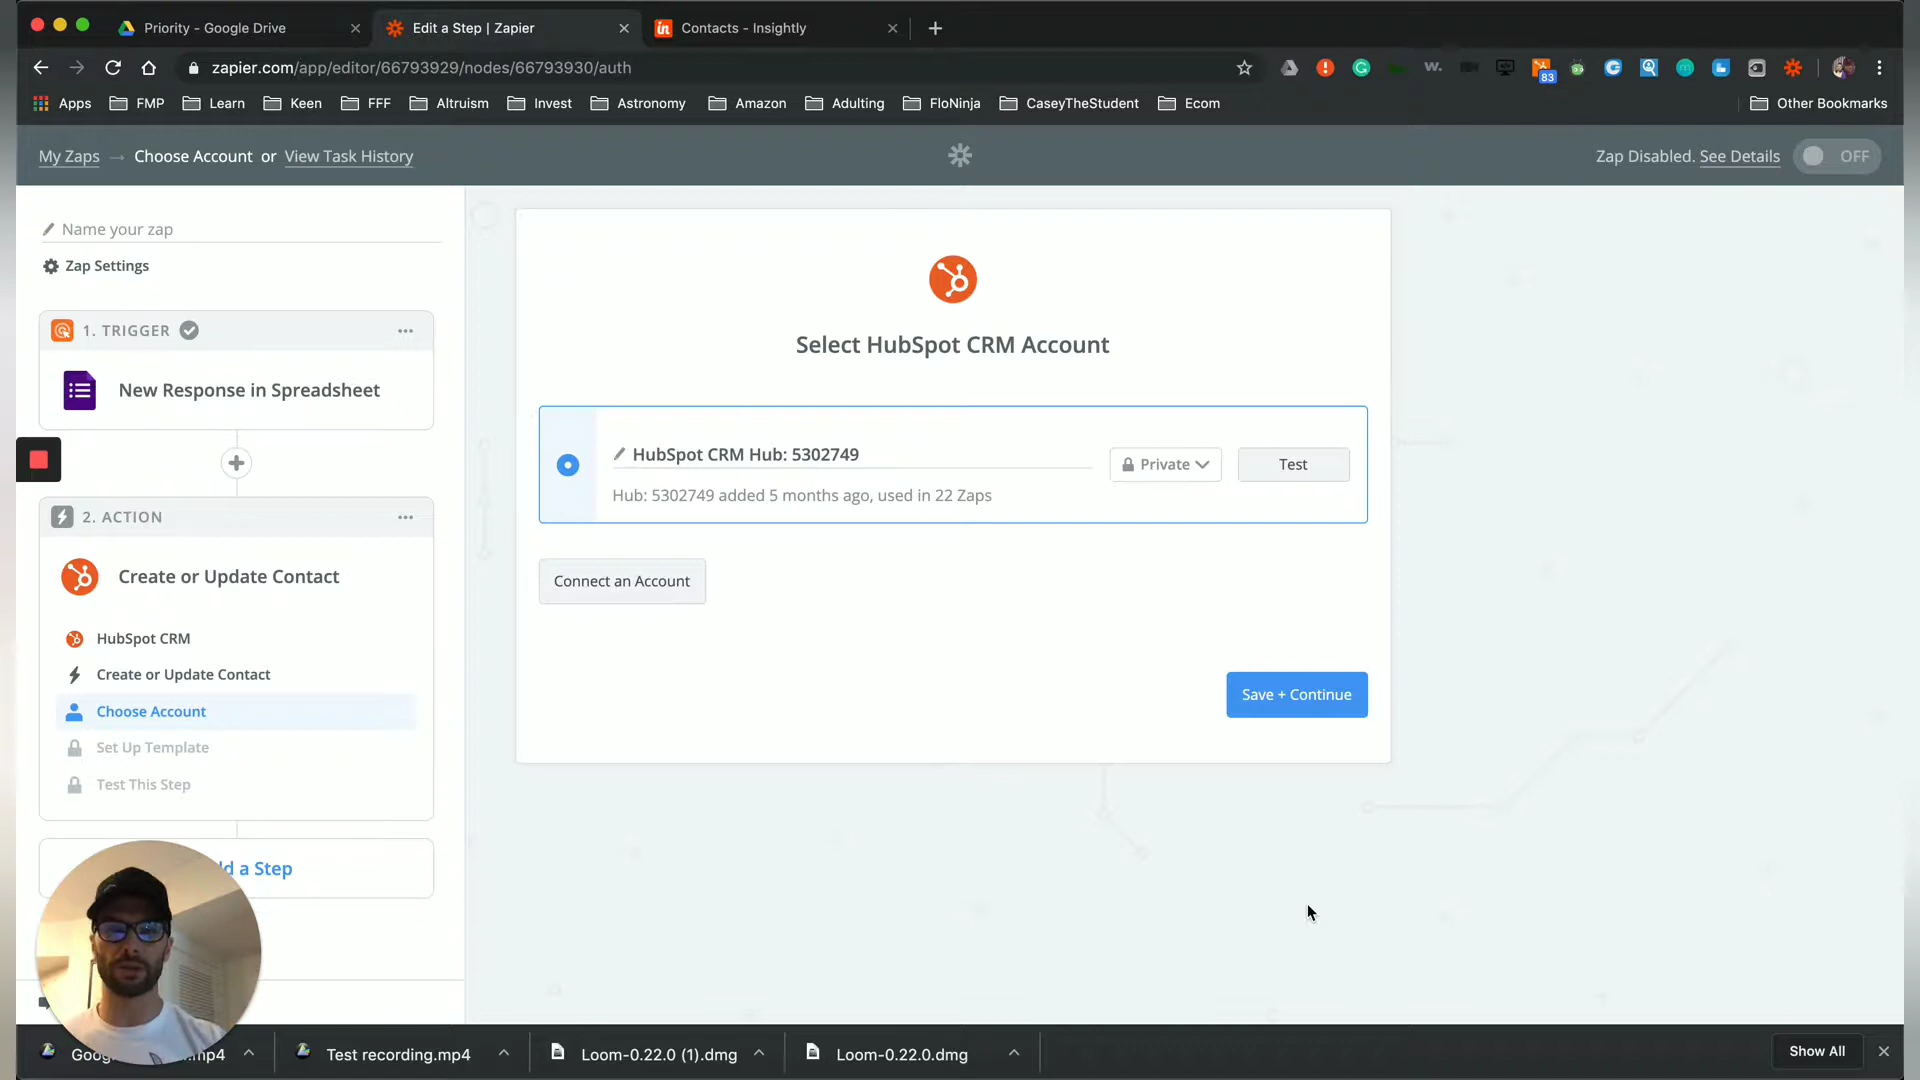 Priority - Google Drive
Edit a Step | Zapier
Contacts - Insightly
zapier.com/app/editor/66793929/nodes/66793930/auth
83
Apps
FMP
Learn
Keen
FFF
Altruism
Invest
Astronomy
Amazon
Adulting
FloNinja
CaseyTheStudent
Ecom
Other Bookmarks
My Zaps → Choose Account or View Task History
Zap Disabled. See Details
OFF
Name your zap
Zap Settings
1. TRIGGER
New Response in Spreadsheet
2. ACTION
Create or Update Contact
HubSpot CRM
Create or Update Contact
Choose Account
Set Up Template
Test This Step
a Step
Select HubSpot CRM Account
HubSpot CRM Hub: 5302749
Hub: 5302749 added 5 months ago, used in 22 Zaps
Private
Test
Connect an Account
Save + Continue
.mp4
Test recording.mp4
Loom-0.22.0 (1).dmg
Loom-0.22.0.dmg
Show All